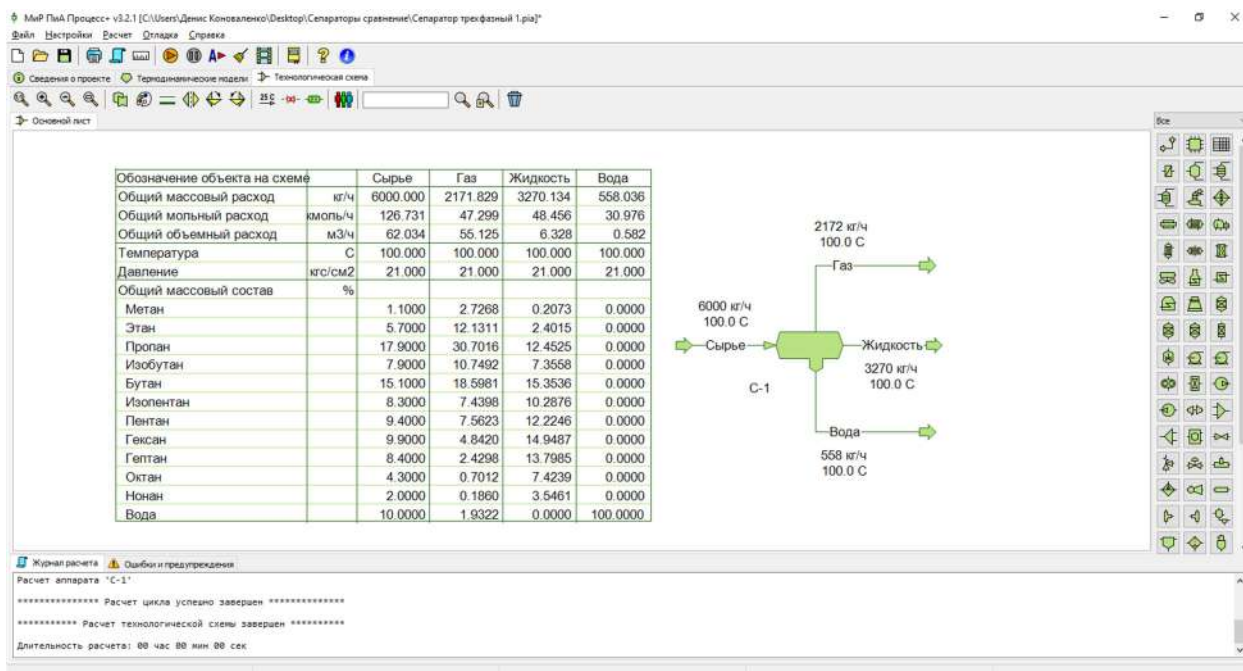 МиР ПиА Процесс+ v3.2.1 [C:\Users\Денис Коноваленко\Desktop\Сепараторы сравнение\Сепаратор трехфазный 1.pia]*
Файл Настройки Расчет Отладка Справка
Сведения о проекте Термодинамические модели Технологическая схема
25 C
Основной лист
Все
Обозначение объекта на схеме Сырье Газ Жидкость Вода
Общий массовый расход кг/ч 6000.000 2171.829 3270.134 558.036
Общий мольный расход кмоль/ч 126.731 47.299 48.456 30.976
Общий объемный расход м3/ч 62.034 55.125 6.328 0.582
Температура С 100.000 100.000 100.000 100.000
Давление кгс/см2 21.000 21.000 21.000 21.000
Общий массовый состав %
Метан 1.1000 2.7268 0.2073 0.0000
Этан 5.7000 12.1311 2.4015 0.0000
Пропан 17.9000 30.7016 12.4525 0.0000
Изобутан 7.9000 10.7492 7.3558 0.0000
Бутан 15.1000 18.5981 15.3536 0.0000
Изопентан 8.3000 7.4398 10.2876 0.0000
Пентан 9.4000 7.5623 12.2246 0.0000
Гексан 9.9000 4.8420 14.9487 0.0000
Гептан 8.4000 2.4298 13.7985 0.0000
Октан 4.3000 0.7012 7.4239 0.0000
Нонан 2.0000 0.1860 3.5461 0.0000
Вода 10.0000 1.9322 0.0000 100.0000
2172 кг/ч
100.0 С
Газ
6000 кг/ч
100.0 С
Сырье
Жидкость
3270 кг/ч
100.0 С
С-1
Вода
558 кг/ч
100.0 С
Журнал расчета Ошибки и предупреждения
Расчет аппарата 'С-1'
*************** Расчет цикла успешно завершен **************
*********** Расчет технологической схемы завершен **********
Длительность расчета: 00 час 00 мин 00 сек